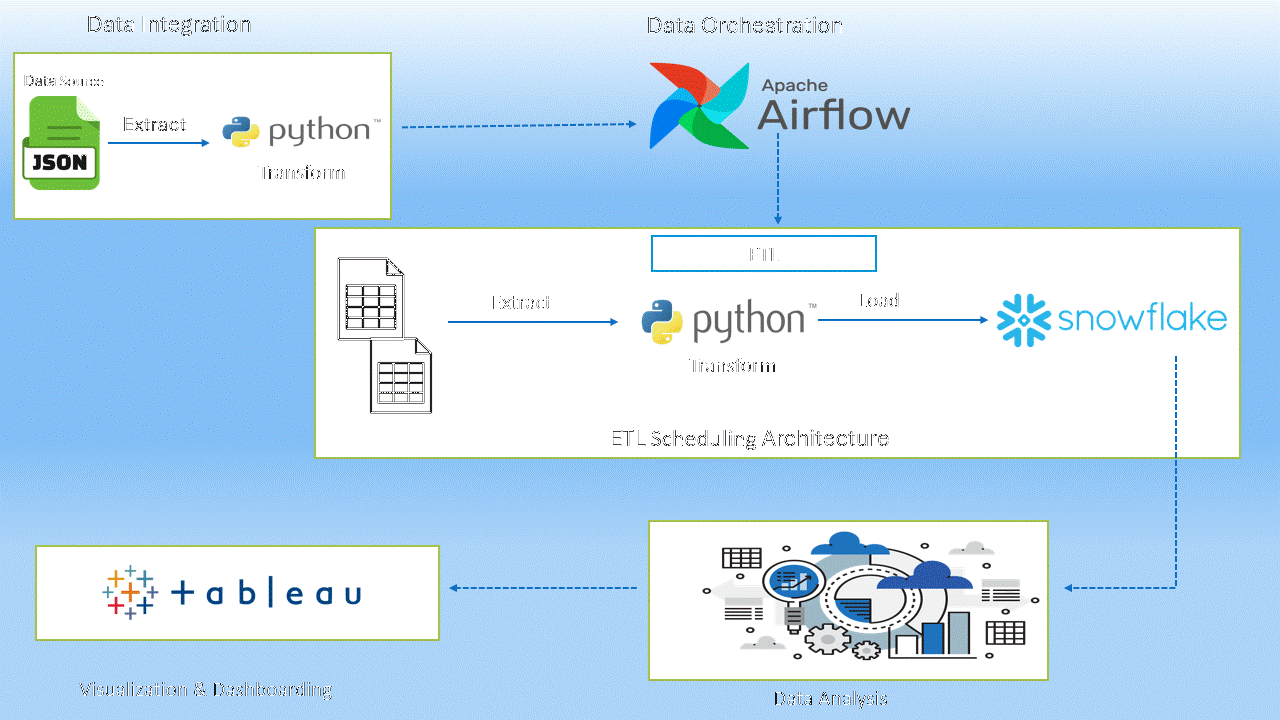 Data Integration
Data Orchestration
Data Source
JSON
Extract
python™
Transform
Apache
Airflow
ETL
Extract
python™
Transform
Load
snowflake
ETL Scheduling Architecture
+ableau
Visualization & Dashboarding
Data Analysis